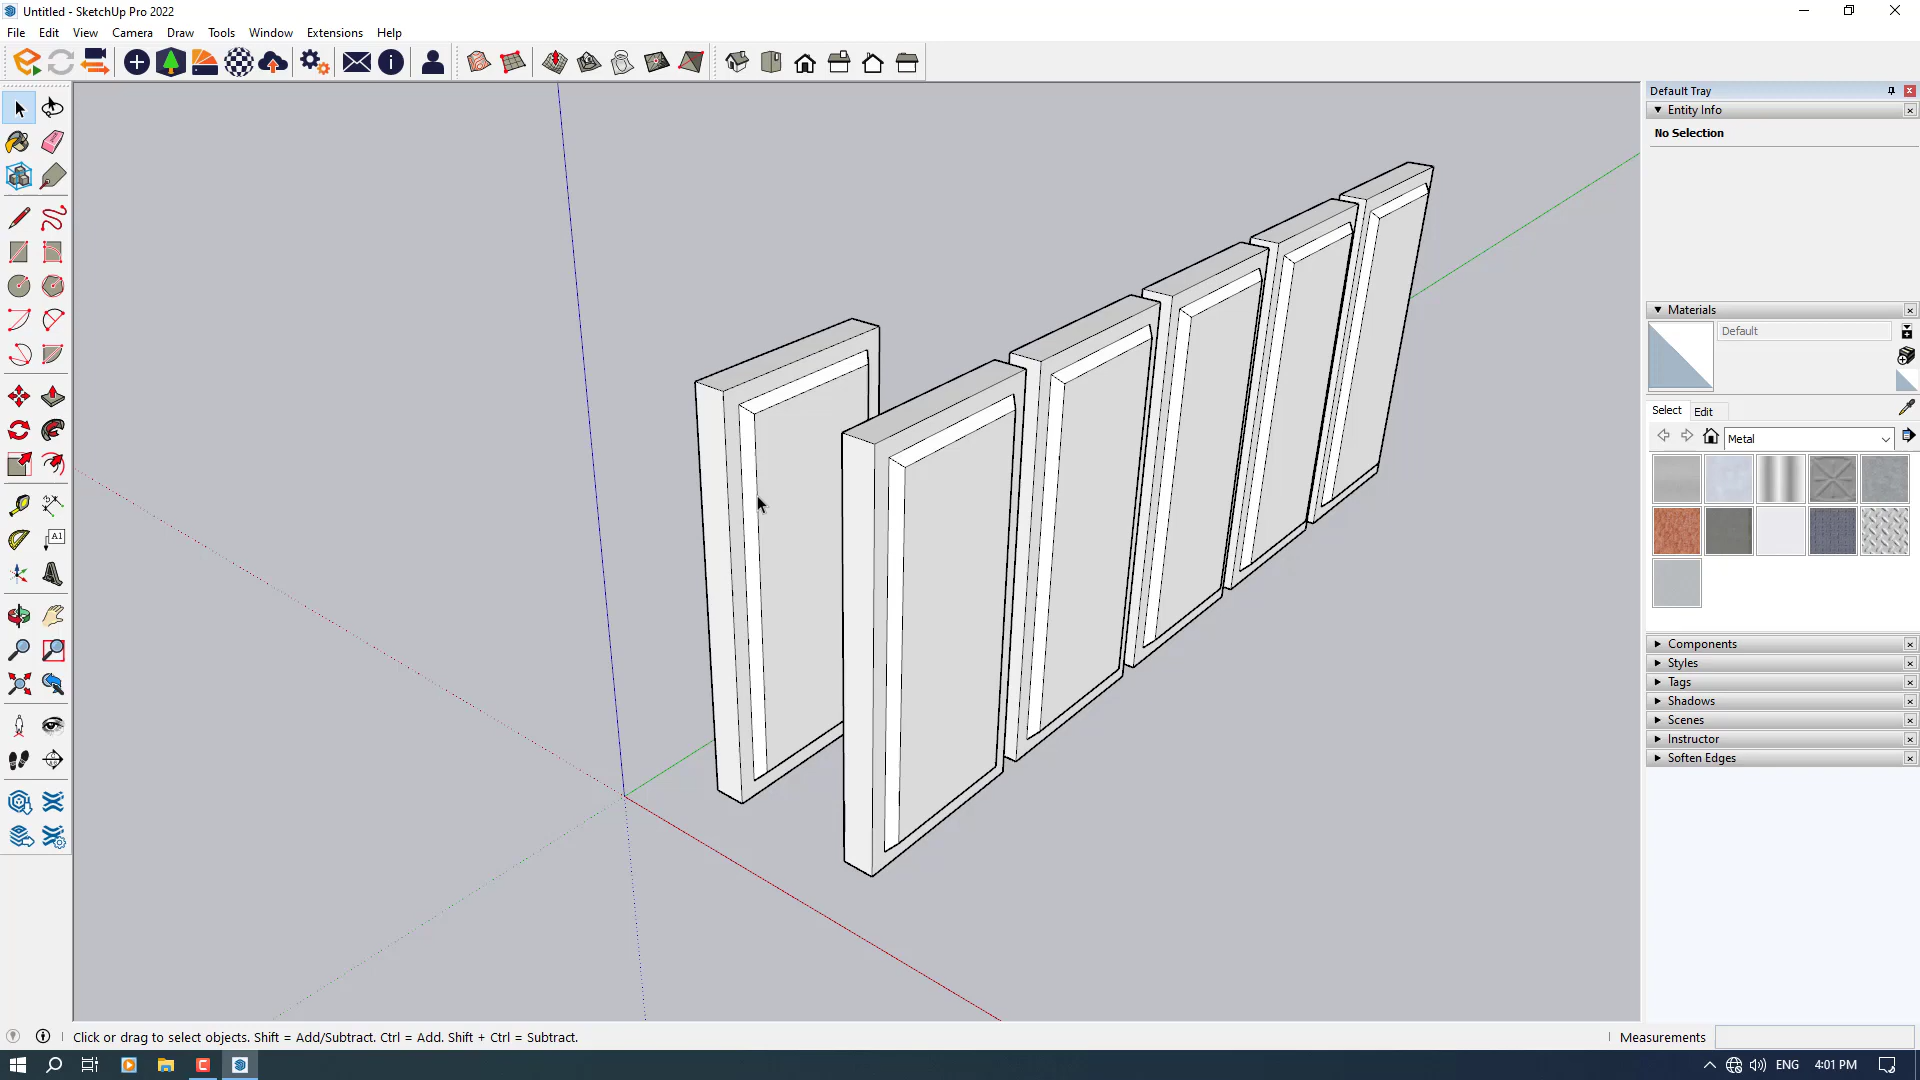 Untitled - SketchUp Pro 2022
File Edit View Camera Draw Tools Window Extensions Help
Default Tray
Entity Info
No Selection
Materials
Default
Select Edit
Metal
A1
Components
Styles
Tags
Shadows
Scenes
Instructor
Soften Edges
Click or drag to select objects. Shift = Add/Subtract. Ctrl = Add. Shift + Ctrl = Subtract.
Measurements
ENG 4:01 PM